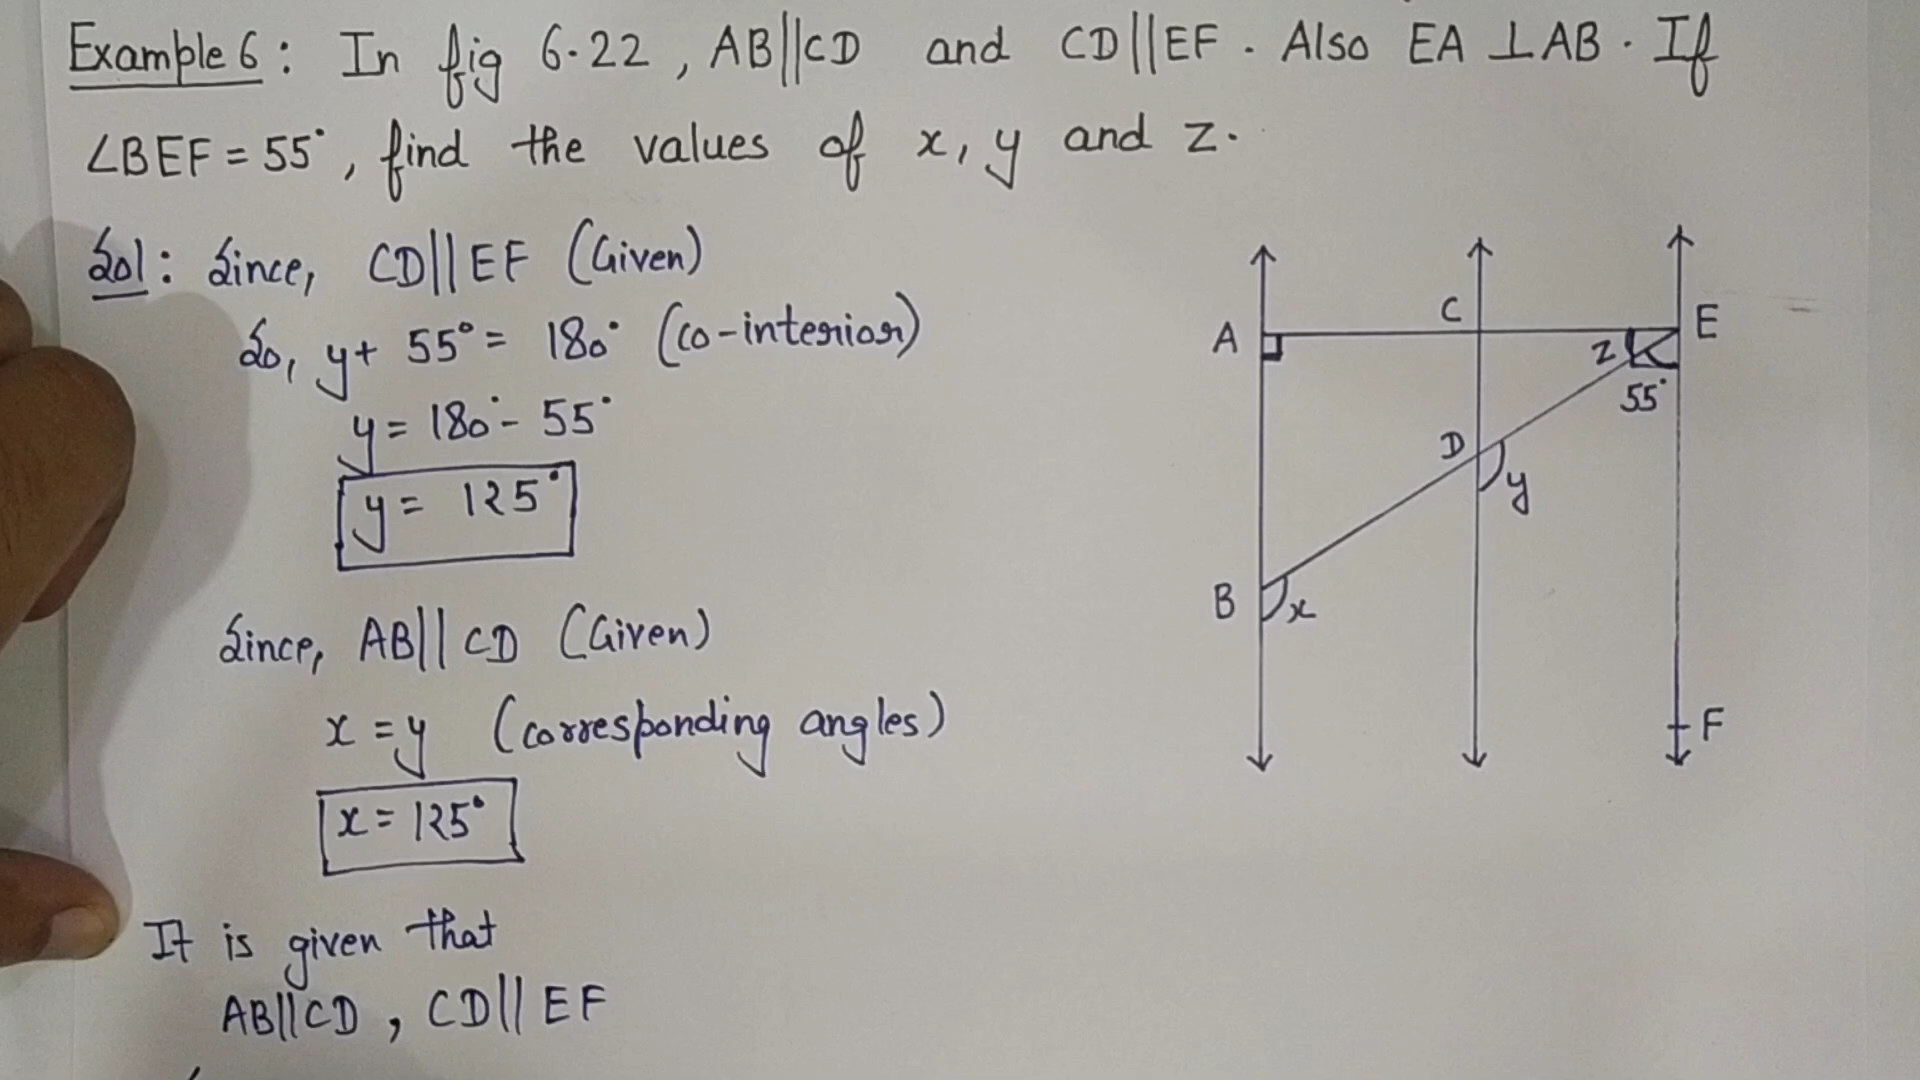 Example 6: In fig 6.22, AB||CD and CD||EF. Also EA ⊥ AB. If
∠BEF = 55°, find the values of x, y and z.
Sol: Since, CD||EF (Given)
So, y + 55° = 180° (co-interior)
y = 180° - 55°
y = 125°
Since, AB||CD (Given)
x = y (corresponding angles)
x = 125°
It is given that
AB||CD, CD||EF
A
C
E
z
55°
D
y
B
x
F